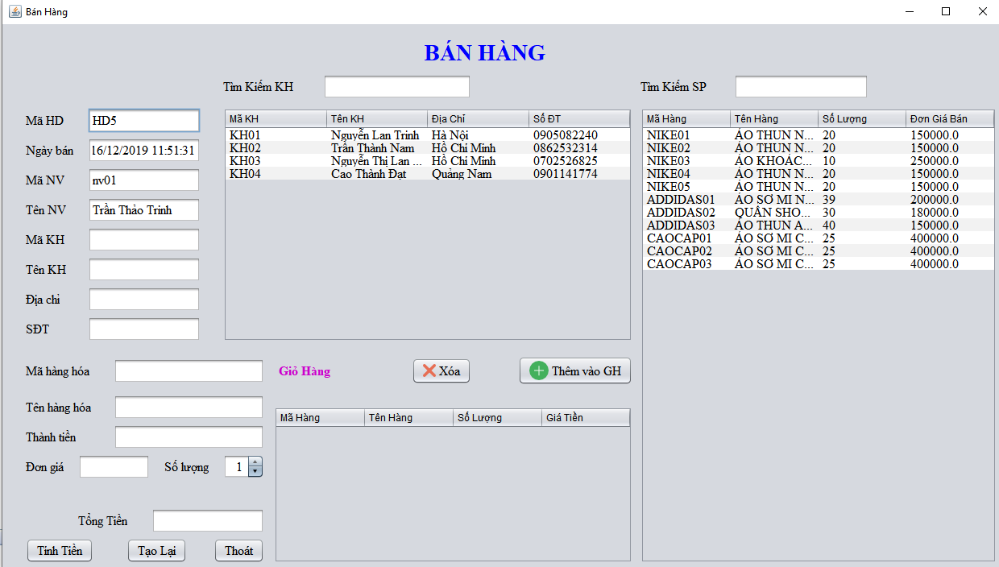 Bán Hàng
BÁN HÀNG
Tìm Kiếm KH
Tìm Kiếm SP
Mã HD HD5
Ngày bán 16/12/2019 11:51:31
Mã NV nv01
Tên NV Trần Thảo Trinh
Mã KH
Tên KH
Địa chỉ
SĐT
Mã KH Tên KH Địa Chỉ Số ĐT
KH01 Nguyễn Lan Trinh Hà Nội 0905082240
KH02 Trần Thành Nam Hồ Chí Minh 0862532314
KH03 Nguyễn Thị Lan ... Hồ Chí Minh 0702526825
KH04 Cao Thành Đạt Quảng Nam 0901141774
Mã Hàng Tên Hàng Số Lượng Đơn Giá Bán
NIKE01 ÁO THUN N... 20 150000.0
NIKE02 ÁO THUN N... 20 150000.0
NIKE03 ÁO KHOÁC... 10 250000.0
NIKE04 ÁO THUN N... 20 150000.0
NIKE05 ÁO THUN N... 20 150000.0
ADDIDAS01 ÁO SƠ MI N... 39 200000.0
ADDIDAS02 QUẦN SHO... 30 180000.0
ADDIDAS03 ÁO THUN A... 40 150000.0
CAOCAP01 ÁO SƠ MI C... 25 400000.0
CAOCAP02 ÁO SƠ MI C... 25 400000.0
CAOCAP03 ÁO SƠ MI C... 25 400000.0
Mã hàng hóa
Tên hàng hóa
Thành tiền
Đơn giá Số lượng 1
Tổng Tiền
Tính Tiền Tạo Lại Thoát
Giỏ Hàng Xóa Thêm vào GH
Mã Hàng Tên Hàng Số Lượng Giá Tiền